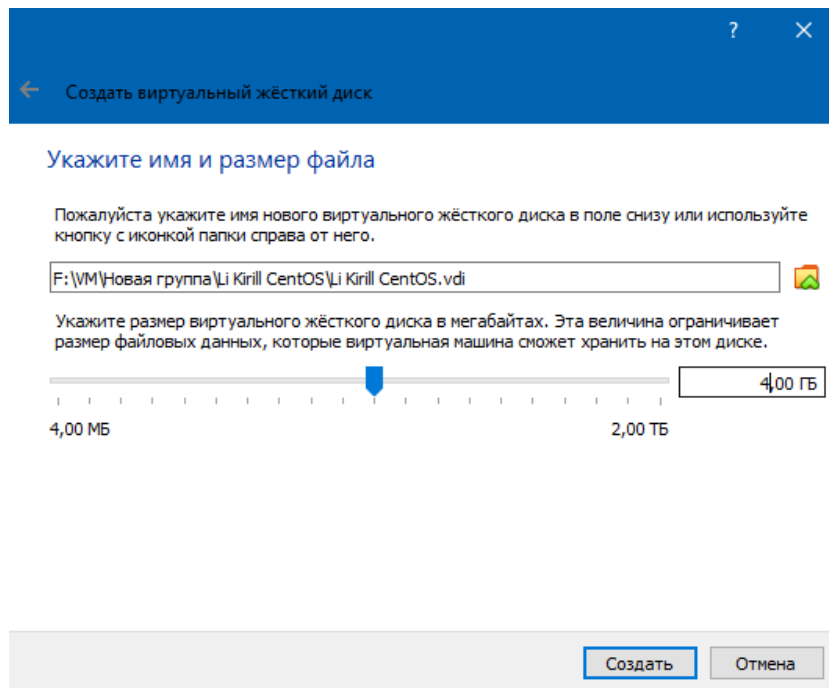 ?
Создать виртуальный жёсткий диск
Укажите имя и размер файла
Пожалуйста укажите имя нового виртуального жёсткого диска в поле снизу или используйте
кнопку с иконкой папки справа от него.
F:\VM\Новая группа\Li Kirill CentOS\Li Kirill CentOS.vdi
Укажите размер виртуального жёсткого диска в мегабайтах. Эта величина ограничивает
размер файловых данных, которые виртуальная машина сможет хранить на этом диске.
4,00 ГБ
4,00 МБ 2,00 ТБ
Создать Отмена